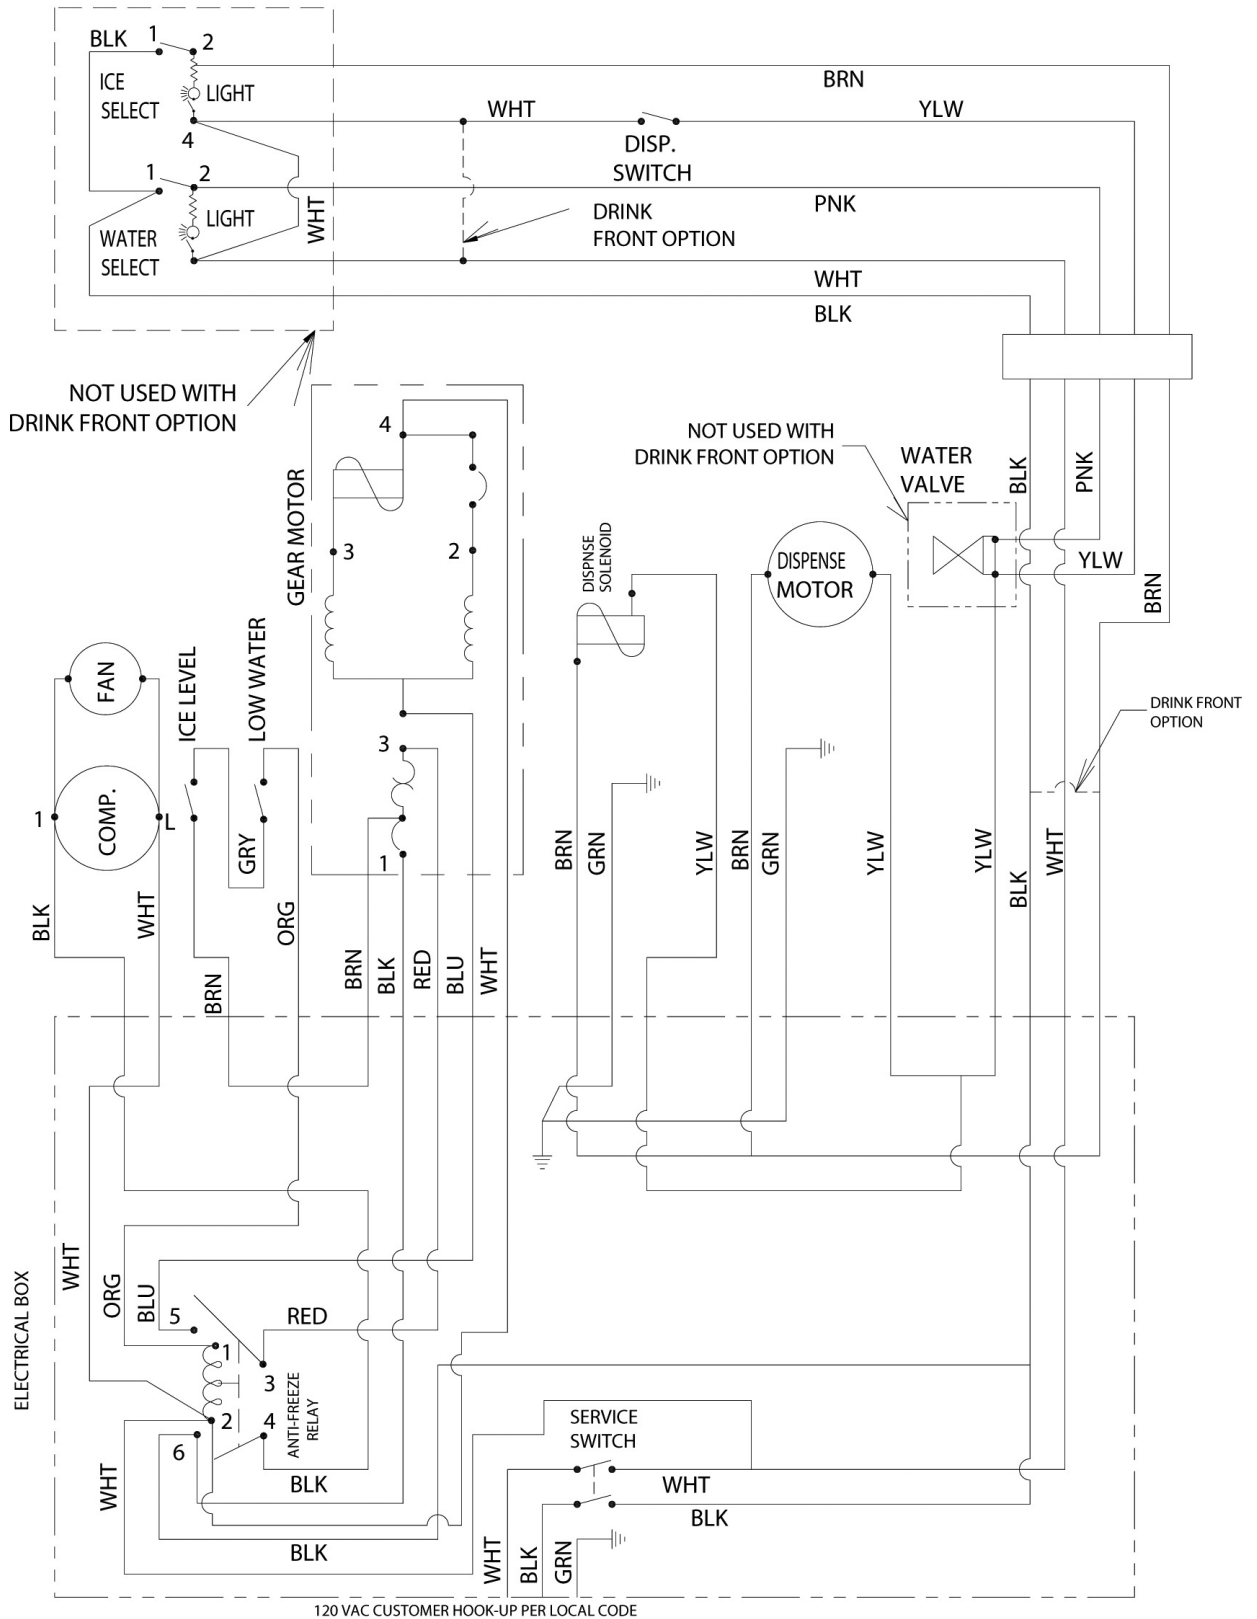 BLK
1
2
ICE
SELECT
LIGHT
4
BRN
WHT
YLW
DISP.
SWITCH
1
2
LIGHT
WATER
SELECT
WHT
PNK
DRINK
FRONT OPTION
WHT
BLK
NOT USED WITH
DRINK FRONT OPTION
4
GEAR MOTOR
3
2
NOT USED WITH
DRINK FRONT OPTION
WATER
VALVE
BLK
PNK
YLW
BRN
DISPNSE
SOLENOID
DISPENSE
MOTOR
FAN
ICE LEVEL
LOW WATER
DRINK FRONT
OPTION
3
1
COMP.
L
GRY
1
BLK
WHT
ORG
BRN
BRN
BLK
RED
BLU
WHT
BRN
GRN
YLW
BRN
GRN
YLW
YLW
BLK
WHT
ELECTRICAL BOX
WHT
ORG
BLU
5
RED
1
3
2
4
6
ANTI-FREEZE
RELAY
WHT
BLK
BLK
SERVICE
SWITCH
WHT
BLK
WHT
BLK
GRN
120 VAC CUSTOMER HOOK-UP PER LOCAL CODE